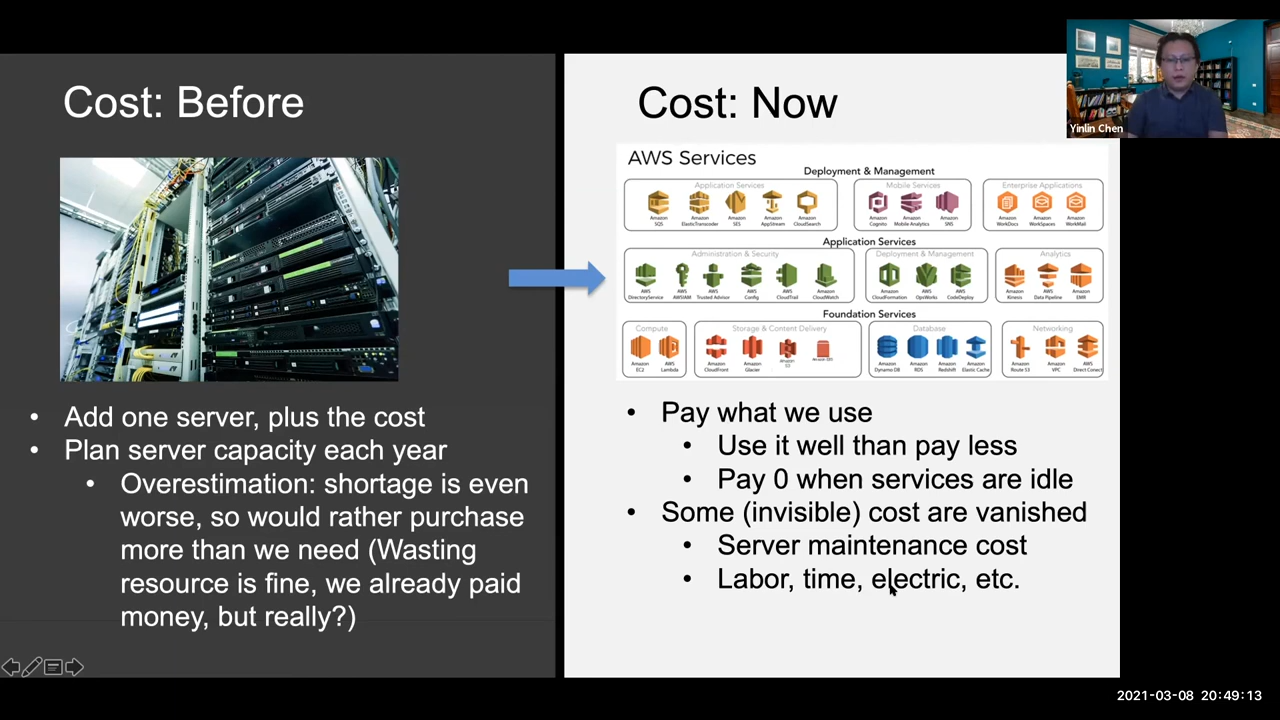 Cost: Before
Cost: Now
Yinlin Chen
AWS Services
Deployment & Management
Application Services
Mobile Services
Enterprise Applications
Amazon SQS
Amazon ElasticTranscoder
Amazon SES
Amazon AppStream
Amazon CloudSearch
Amazon Cognito
Amazon Mobile Analytics
Amazon SNS
Amazon WorkDocs
Amazon WorkSpaces
Amazon WorkMail
Application Services
Administration & Security
Deployment & Management
Analytics
AWS DirectoryService
AWS AWSIAM
AWS Trusted Advisor
AWS Config
AWS CloudTrail
AWS CloudWatch
Amazon CloudFormation
Amazon OpsWorks
AWS CodeDeploy
Amazon Kinesis
AWS Data Pipeline
Amazon EMR
Foundation Services
Compute
Storage & Content Delivery
Database
Networking
Amazon EC2
AWS Lambda
Amazon CloudFront
Amazon Glacier
Amazon S3
Amazon EBS
Amazon Dynamo DB
Amazon RDS
Amazon Redshift
Amazon Elastic Cache
Amazon Route 53
Amazon VPC
AWS Direct Conect
• Add one server, plus the cost
• Plan server capacity each year
• Overestimation: shortage is even
worse, so would rather purchase
more than we need (Wasting
resource is fine, we already paid
money, but really?)
• Pay what we use
• Use it well than pay less
• Pay 0 when services are idle
• Some (invisible) cost are vanished
• Server maintenance cost
• Labor, time, electric, etc.
2021-03-08 20:49:13